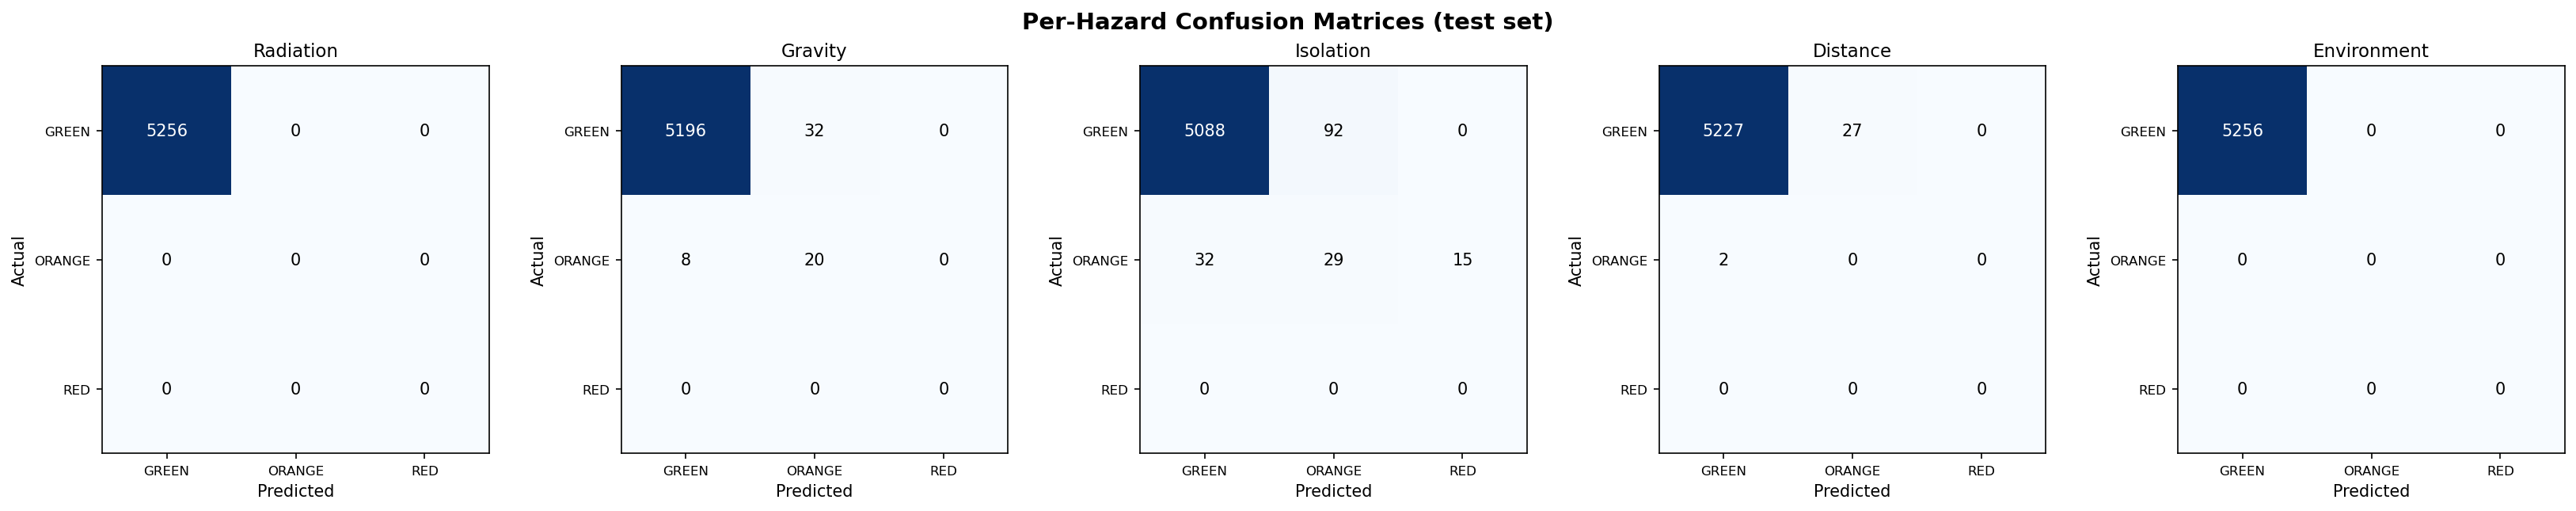 Per-Hazard Confusion Matrices (test set)
Radiation
Actual
GREEN 5256 0 0
ORANGE 0 0 0
RED 0 0 0
GREEN ORANGE RED
Predicted
Gravity
Actual
GREEN 5196 32 0
ORANGE 8 20 0
RED 0 0 0
GREEN ORANGE RED
Predicted
Isolation
Actual
GREEN 5088 92 0
ORANGE 32 29 15
RED 0 0 0
GREEN ORANGE RED
Predicted
Distance
Actual
GREEN 5227 27 0
ORANGE 2 0 0
RED 0 0 0
GREEN ORANGE RED
Predicted
Environment
Actual
GREEN 5256 0 0
ORANGE 0 0 0
RED 0 0 0
GREEN ORANGE RED
Predicted